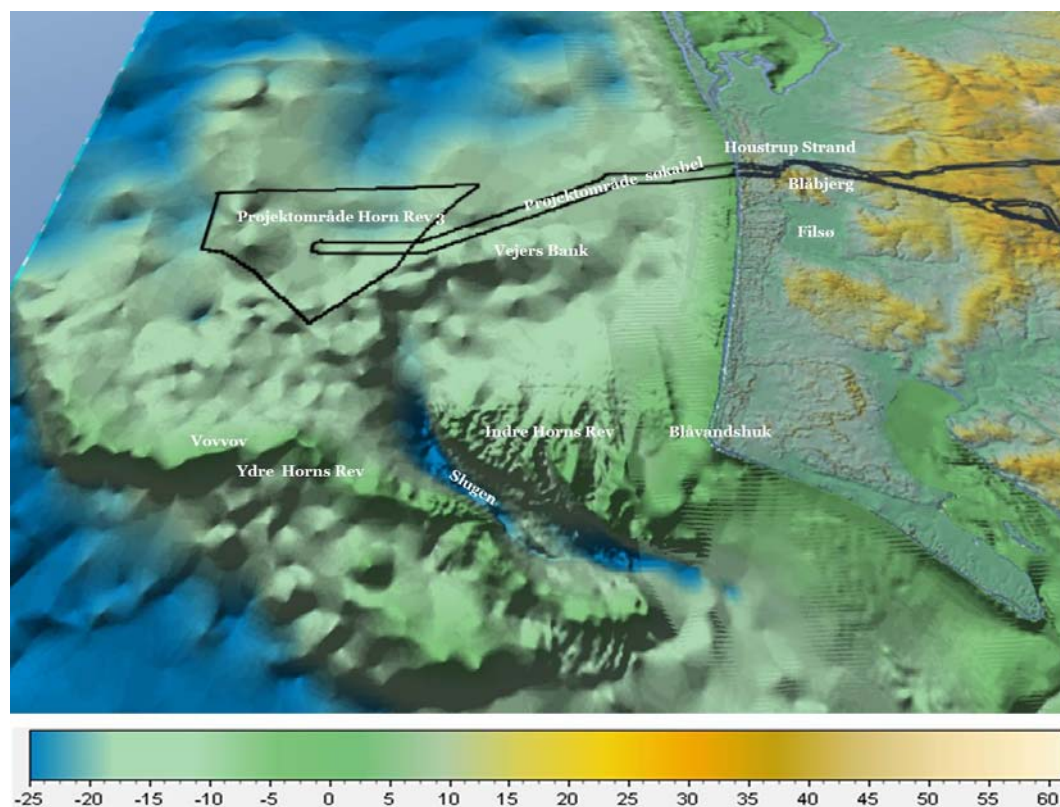 Houstrup Strand
Projektområde søkabel
Blåbjerg
Projektområde Horn Rev 3
Filsø
Vejers Bank
Indre Horns Rev
Blåvandshuk
Vovvov
Ydre Horns Rev
Slugen
-25 -20 -15 -10 -5 0 5 10 15 20 25 30 35 40 45 50 55 60